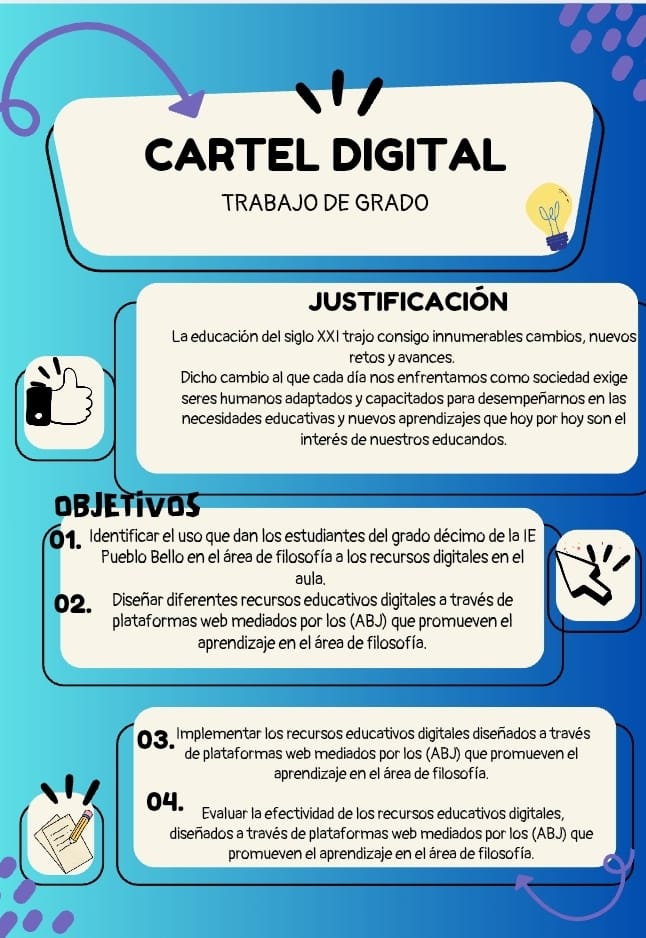 CARTEL DIGITAL
TRABAJO DE GRADO
JUSTIFICACIÓN
La educación del siglo XXI trajo consigo innumerables cambios, nuevos
retos y avances.
Dicho cambio al que cada día nos enfrentamos como sociedad exige
seres humanos adaptados y capacitados para desempeñarnos en las
necesidades educativas y nuevos aprendizajes que hoy por hoy son el
interés de nuestros educandos.
OBJETIVOS
01. Identificar el uso que dan los estudiantes del grado décimo de la IE
Pueblo Bello en el área de filosofía a los recursos digitales en el
aula.
02. Diseñar diferentes recursos educativos digitales a través de
plataformas web mediados por los (ABJ) que promueven el
aprendizaje en el área de filosofía.
03. Implementar los recursos educativos digitales diseñados a través
de plataformas web mediados por los (ABJ) que promueven el
aprendizaje en el área de filosofía.
04.
Evaluar la efectividad de los recursos educativos digitales,
diseñados a través de plataformas web mediados por los (ABJ) que
promueven el aprendizaje en el área de filosofía.